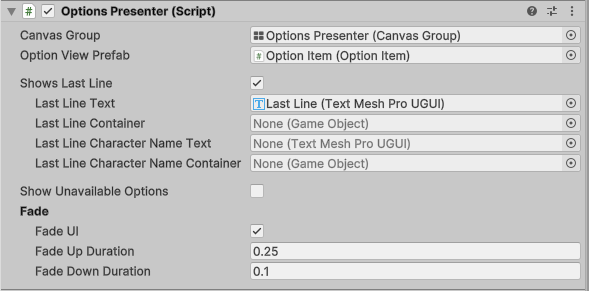 # Options Presenter (Script)
Canvas Group Options Presenter (Canvas Group)
Option View Prefab # Option Item (Option Item)
Shows Last Line
Last Line Text T Last Line (Text Mesh Pro UGUI)
Last Line Container None (Game Object)
Last Line Character Name Text None (Text Mesh Pro UGUI)
Last Line Character Name Container None (Game Object)
Show Unavailable Options
Fade
Fade UI
Fade Up Duration 0.25
Fade Down Duration 0.1